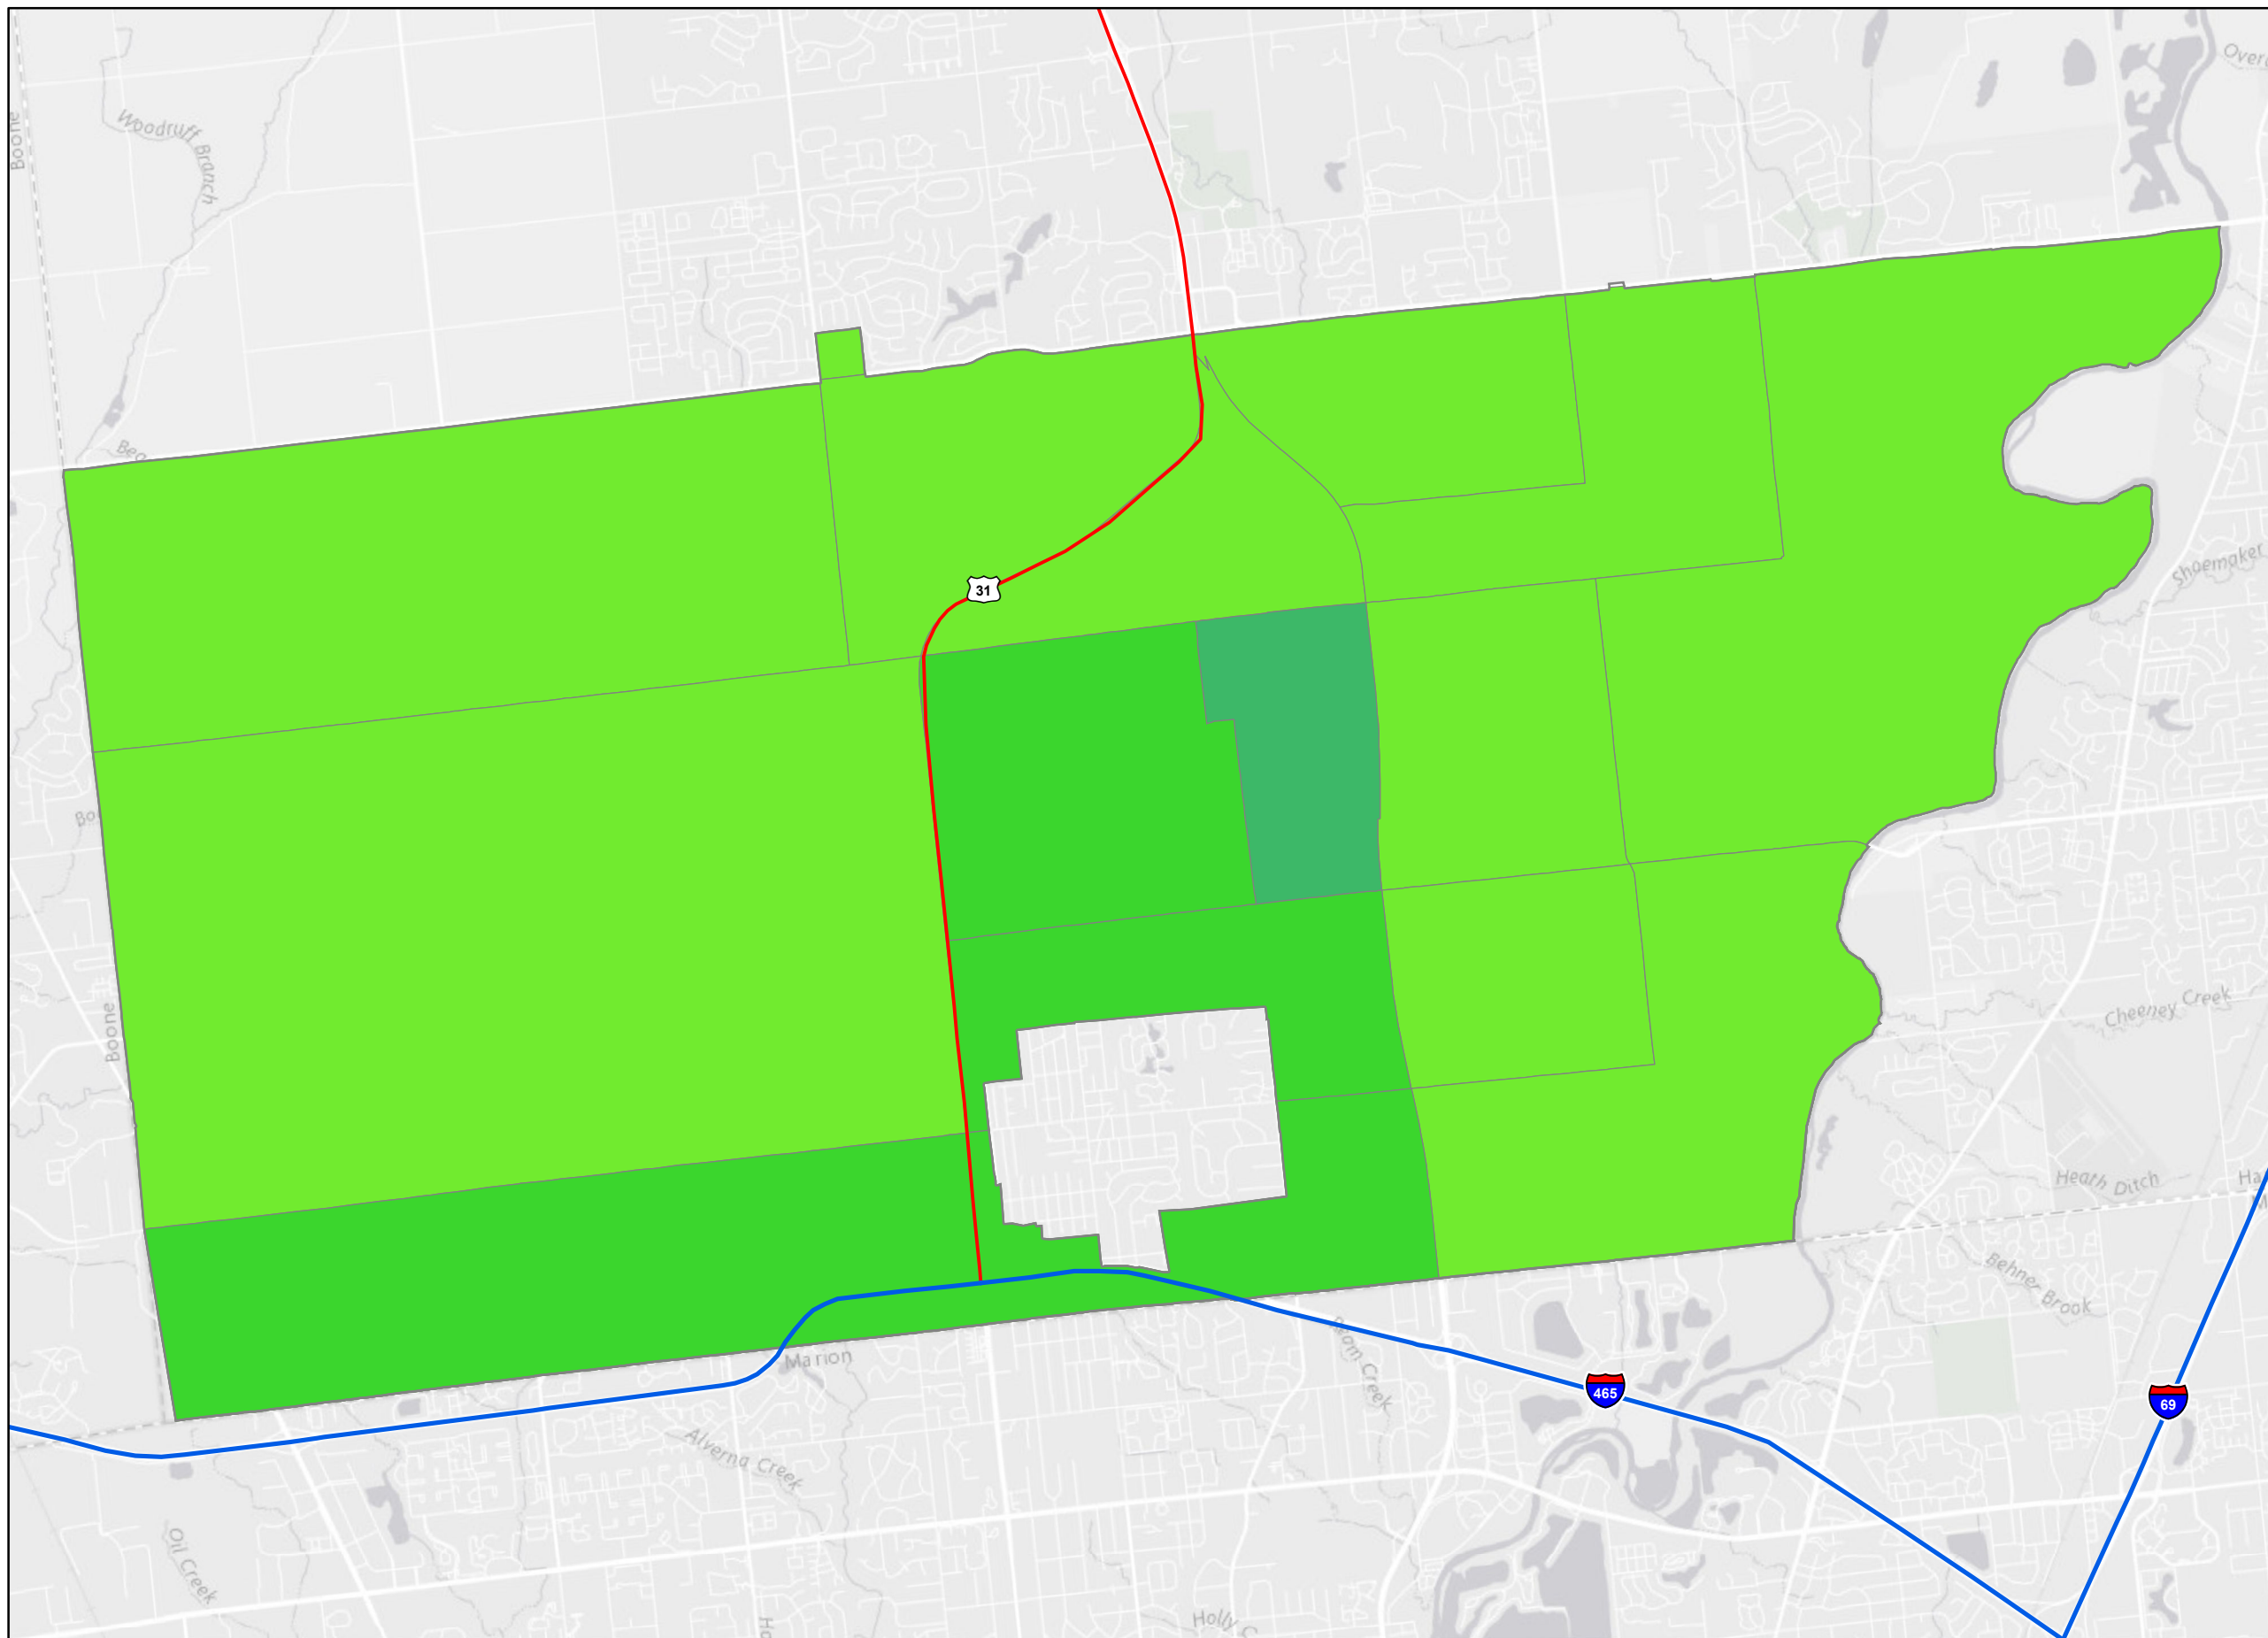 Boone
Woodruff Branch
31
Shoemaker
Boone
Cheeney Creek
Heath Ditch
Behner Brook
Marion
465
69
Alverna Creek
Oil Creek